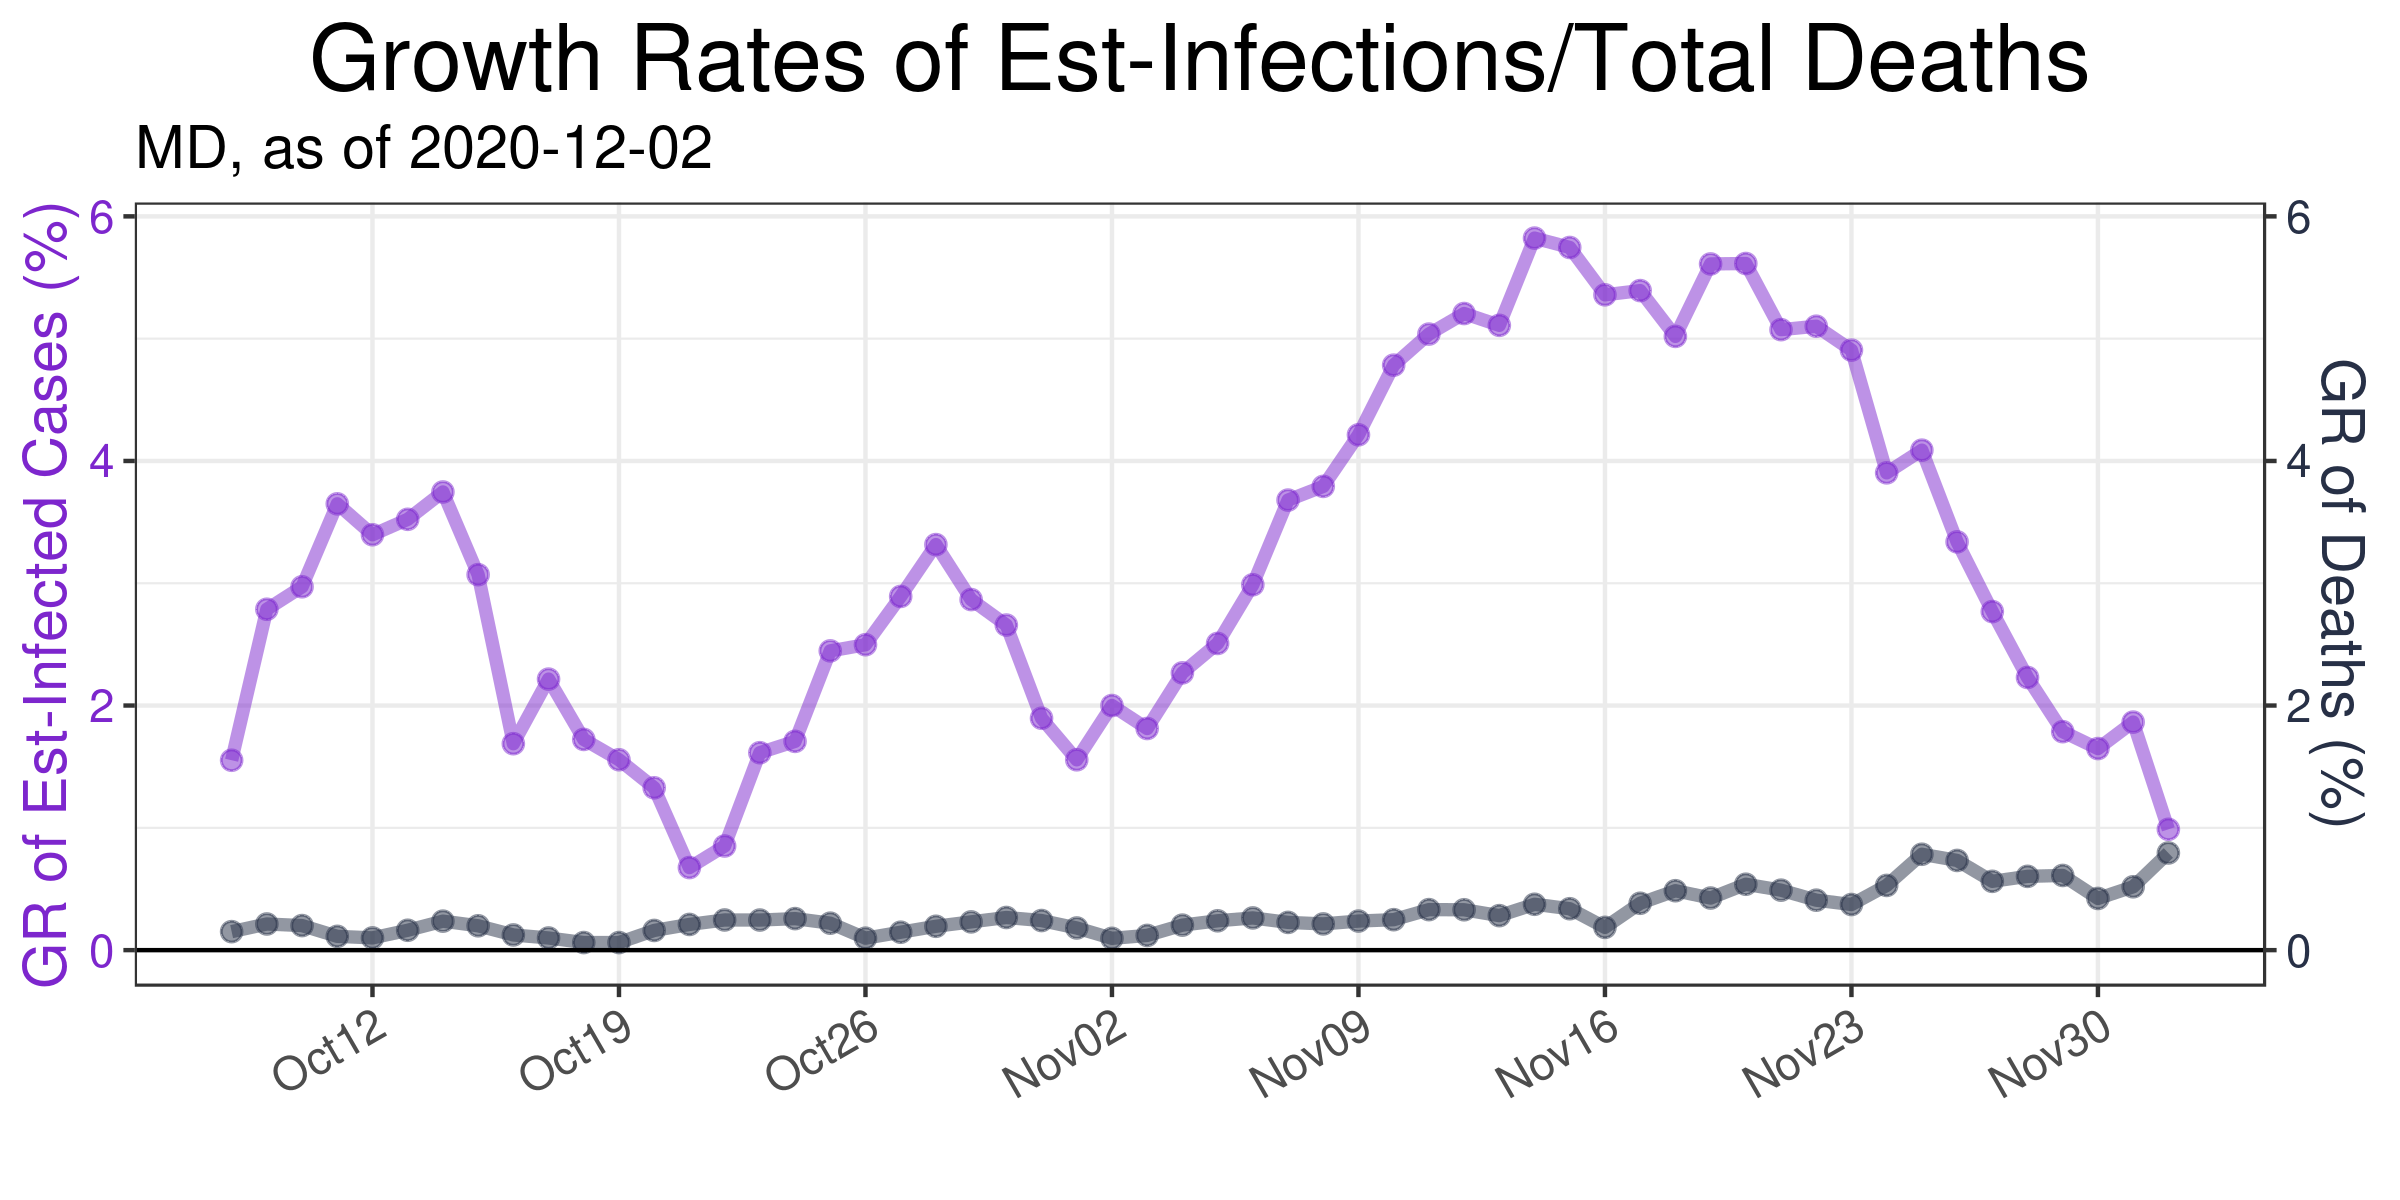 Growth Rates of Est-Infections/Total Deaths
MD, as of 2020-12-02
GR of Est-Infected Cases (%)
6
4
2
0
6
4
2
0
GR of Deaths (%)
Oct12
Oct19
Oct26
Nov02
Nov09
Nov16
Nov23
Nov30